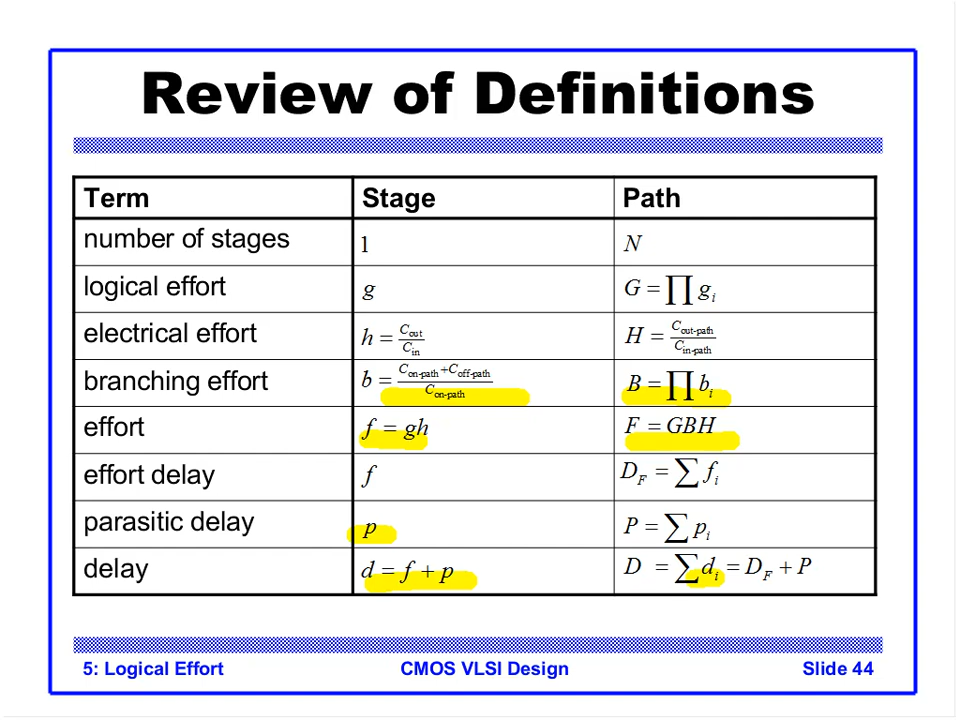 Review of Definitions
Term Stage Path
number of stages 1 N
logical effort g G = ∏ g_i
electrical effort h = C_out / C_in H = C_out-path / C_in-path
branching effort b = (C_on-path + C_off-path) / C_on-path B = ∏ b_i
effort f = gh F = GBH
effort delay f D_F = ∑ f_i
parasitic delay p P = ∑ p_i
delay d = f + p D = ∑ d_i = D_F + P
5: Logical Effort CMOS VLSI Design Slide 44